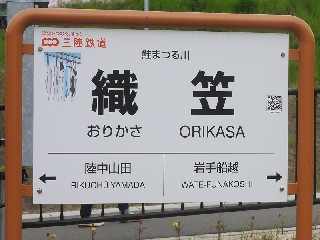 三陸鉄道
鮭まつる川
織笠
おりかさ ORIKASA
陸中山田 岩手船越
RIKUCHŪ-YAMADA IWATE-FUNAKOSHI